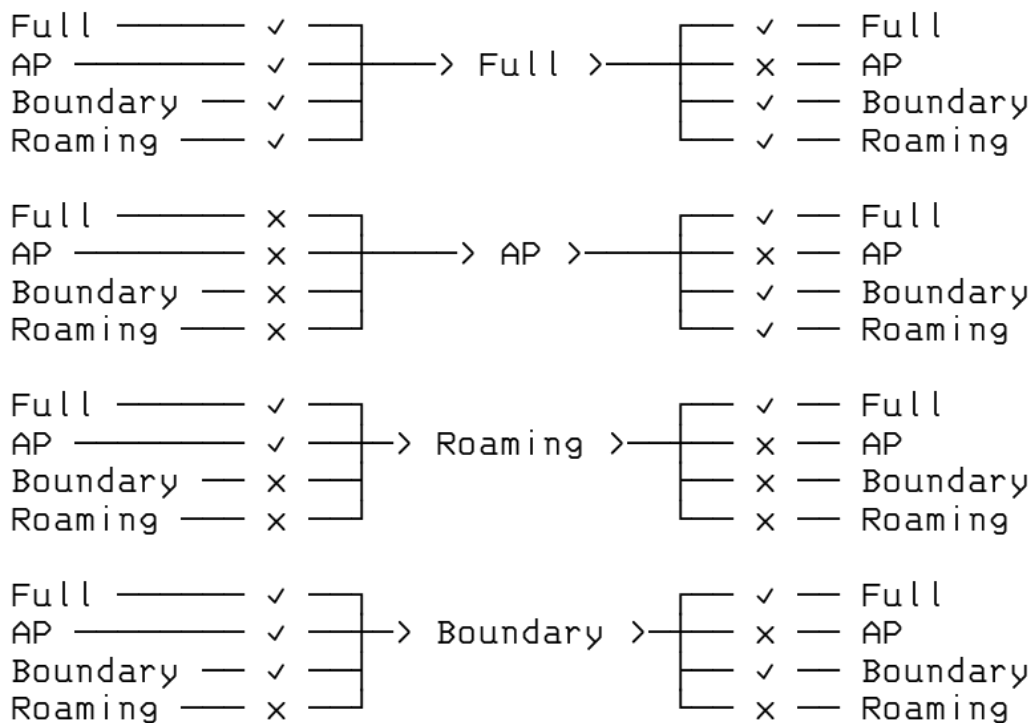 Full ────── ✓ ──┐              ┌── ✓ ── Full
AP ──────── ✓ ──┼───> Full >───┼── × ── AP
Boundary ── ✓ ──┤              ├── ✓ ── Boundary
Roaming ─── ✓ ──┘              └── ✓ ── Roaming
Full ────── × ──┐              ┌── ✓ ── Full
AP ──────── × ──┼────> AP >────┼── × ── AP
Boundary ── × ──┤              ├── ✓ ── Boundary
Roaming ─── × ──┘              └── ✓ ── Roaming
Full ────── ✓ ──┐              ┌── ✓ ── Full
AP ──────── ✓ ──┼─> Roaming >──┼── × ── AP
Boundary ── × ──┤              ├── × ── Boundary
Roaming ─── × ──┘              └── × ── Roaming
Full ────── ✓ ──┐              ┌── ✓ ── Full
AP ──────── ✓ ──┼─> Boundary >─┼── × ── AP
Boundary ── ✓ ──┤              ├── ✓ ── Boundary
Roaming ─── × ──┘              └── × ── Roaming